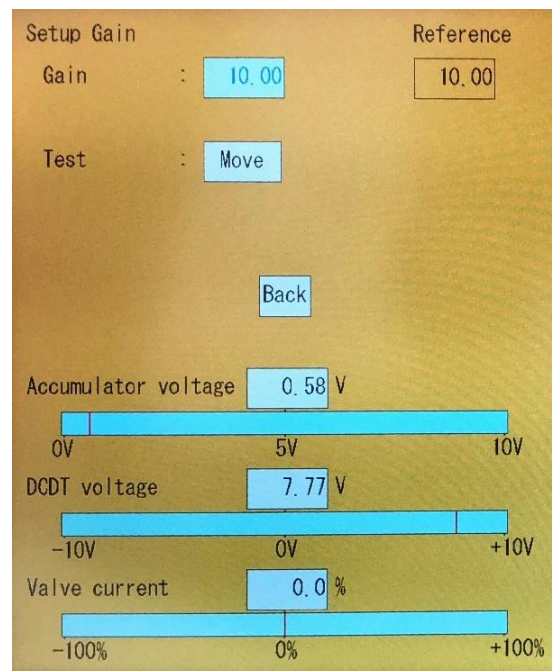 Setup Gain Reference
Gain : 10.00 10.00
Test : Move
Back
Accumulator voltage 0.58 V
0V 5V 10V
DCDT voltage 7.77 V
-10V 0V +10V
Valve current 0.0 %
-100% 0% +100%